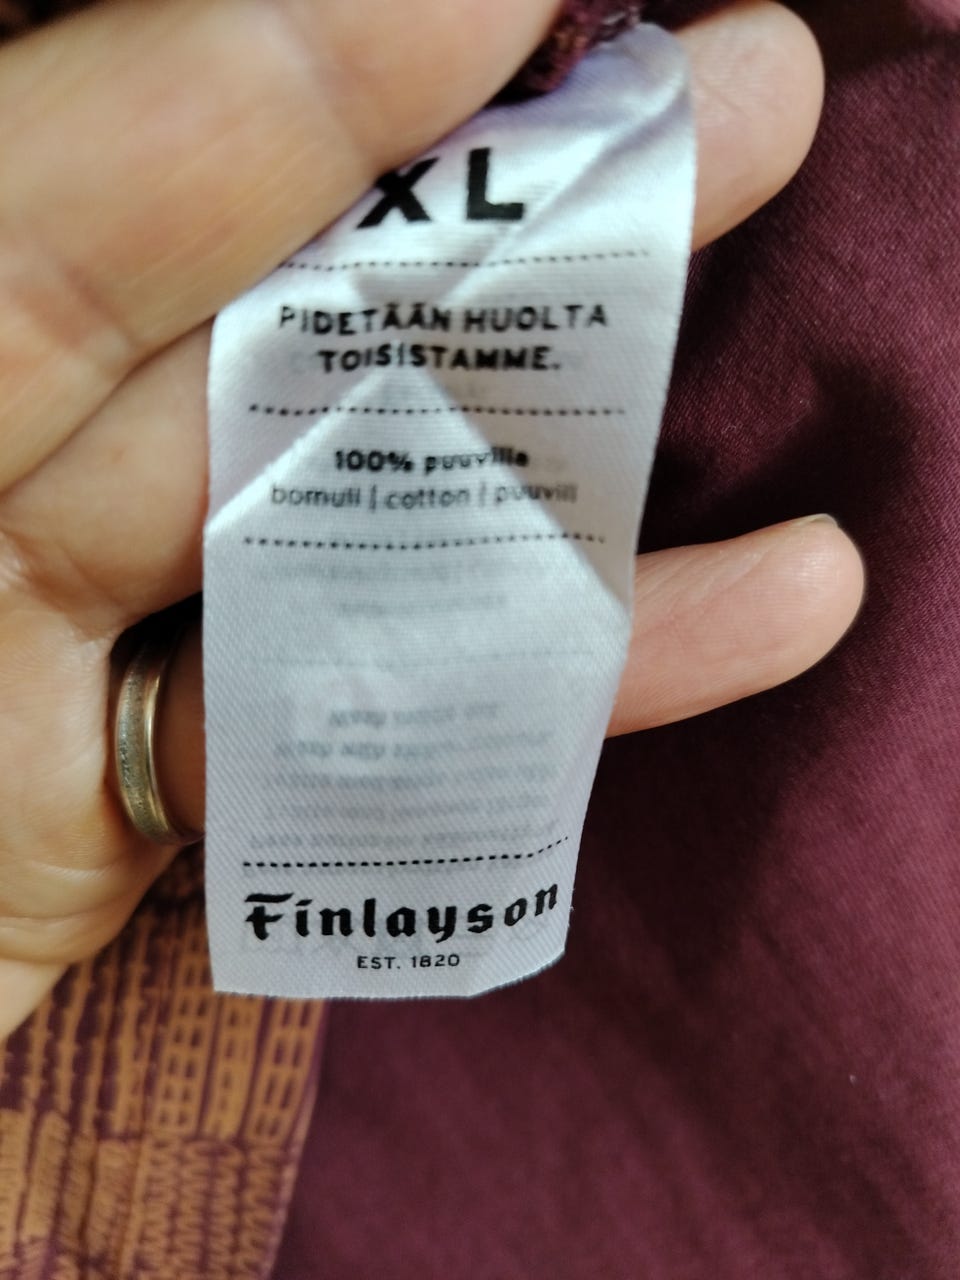 XL
PIDETÄÄN HUOLTA
TOISISTAMME.
100% puuvilla
bomull | cotton | puuvill
Finlayson
EST. 1820